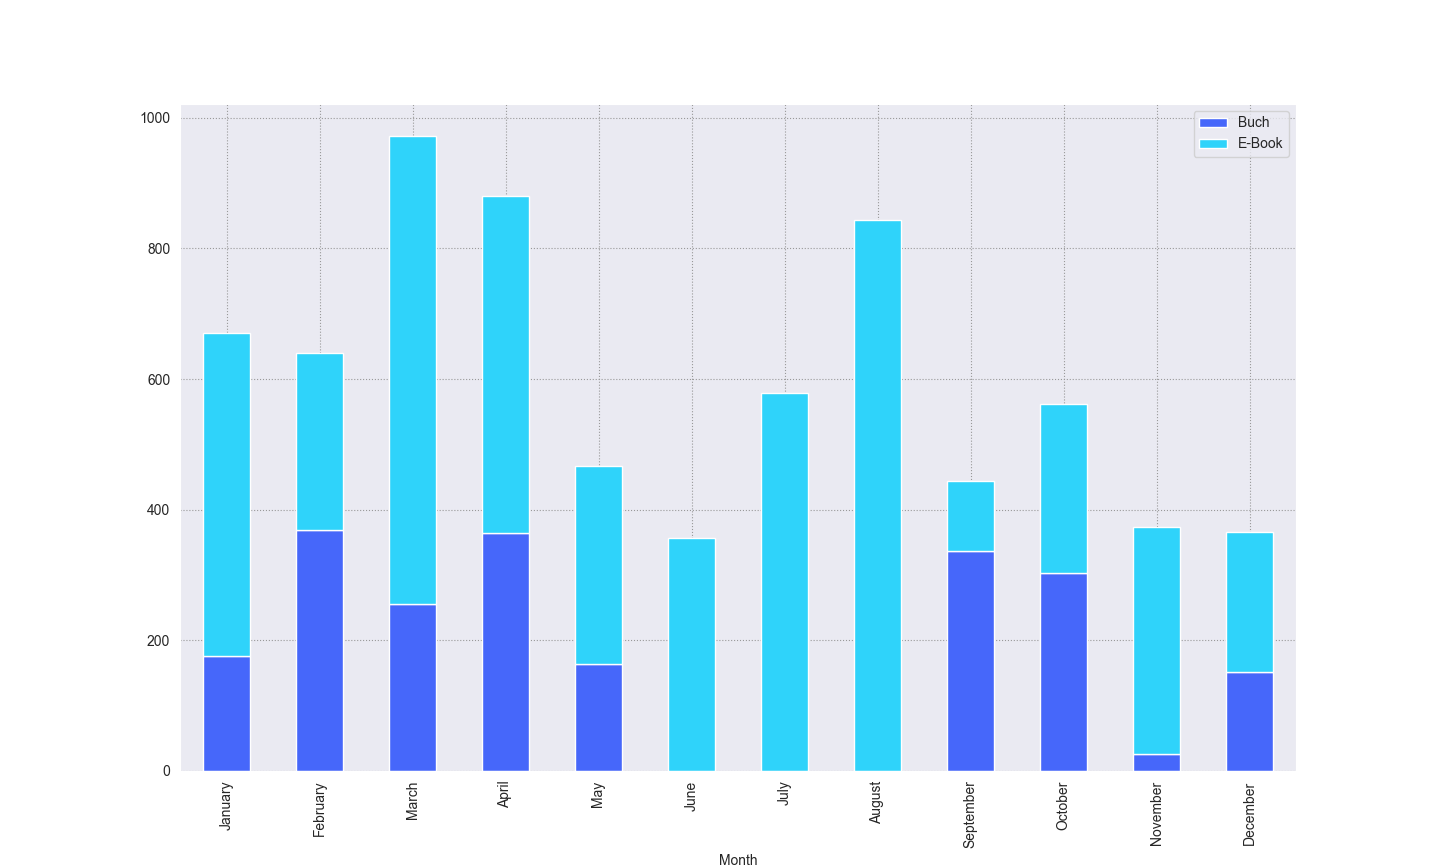 1000
800
600
400
200
0
Buch
E-Book
January
February
March
April
May
June
July
August
September
October
November
December
Month